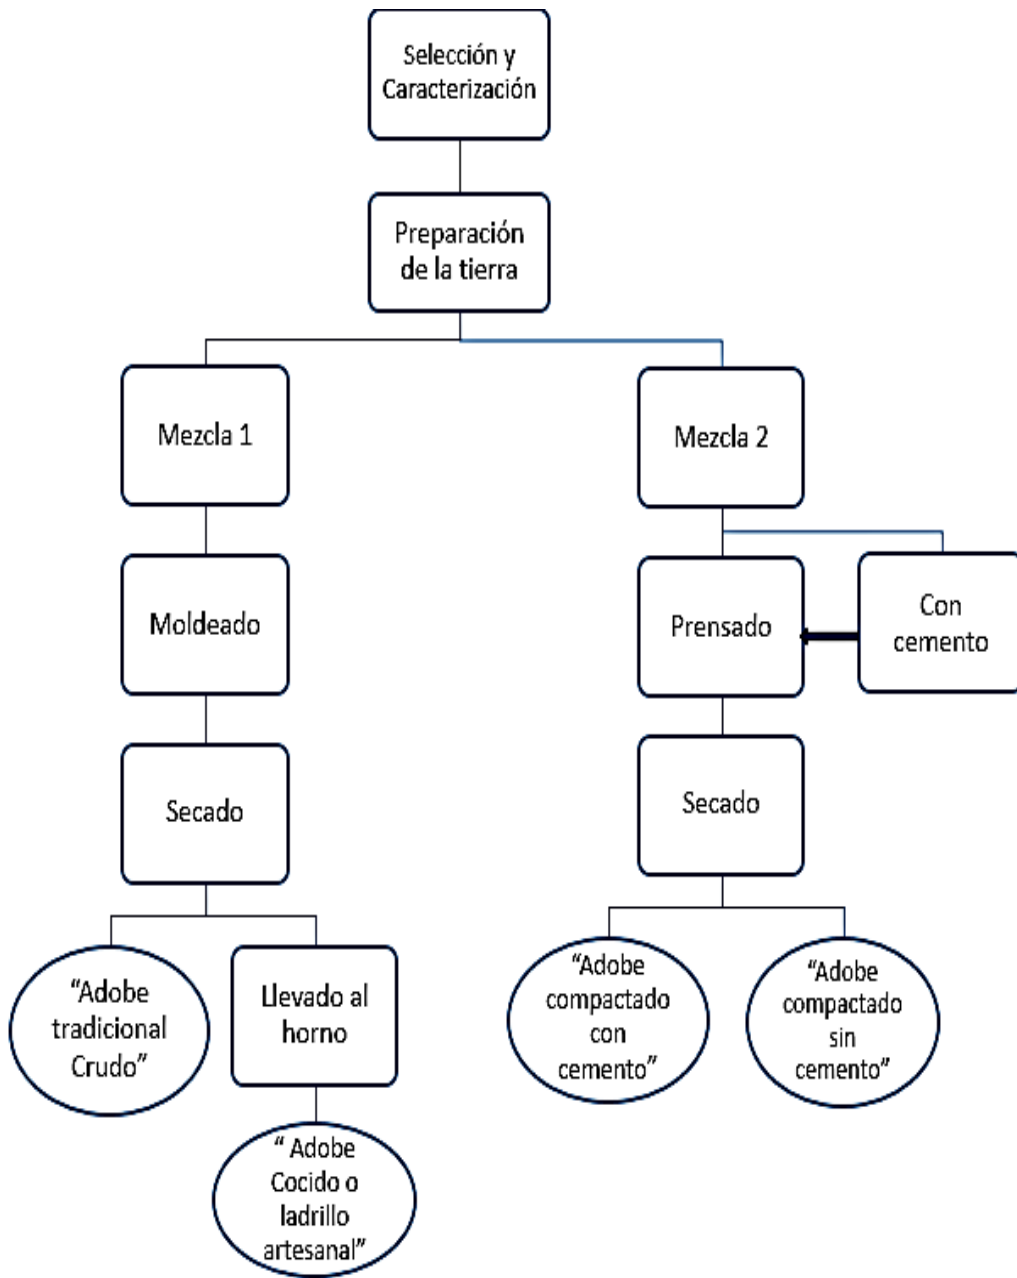 Selección y
Caracterización
Preparación
de la tierra
Mezcla 1
Mezcla 2
Moldeado
Prensado
Con
cemento
Secado
Secado
“Adobe
tradicional
Crudo”
Llevado al
horno
“Adobe
compactado
con
cemento”
“Adobe
compactado
sin
cemento”
“ Adobe
Cocido o
ladrillo
artesanal”